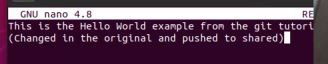 GNU nano 4.8 RE
This is the Hello World example from the git tutori
(Changed in the original and pushed to shared)